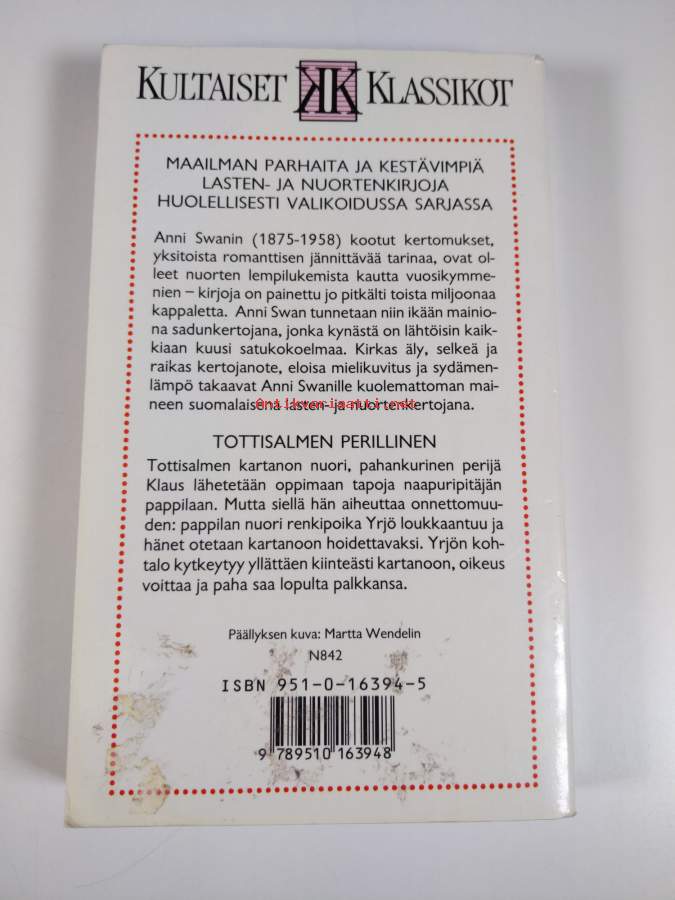 KULTAISET KK KLASSIKOT
MAAILMAN PARHAITA JA KESTÄVIMPIÄ
LASTEN- JA NUORTENKIRJOJA
HUOLELLISESTI VALIKOIDUSSA SARJASSA
Anni Swanin (1875-1958) kootut kertomukset,
yksitoista romanttisen jännittävää tarinaa, ovat ol-
leet nuorten lempilukemista kautta vuosikymme-
nien – kirjoja on painettu jo pitkälti toista miljoonaa
kappaletta. Anni Swan tunnetaan niin ikään mainio-
na sadunkertojana, jonka kynästä on lähtöisin kaik-
kiaan kuusi satukokoelmaa. Kirkas äly, selkeä ja
raikas kertojanote, eloisa mielikuvitus ja sydämen-
lämpö takaavat Anni Swanille kuolemattoman mai-
neen suomalaisena lasten- ja nuortenkertojana.
Antikvariaatti.net
TOTTISALMEN PERILLINEN
Tottisalmen kartanon nuori, pahankurinen perijä
Klaus lähetetään oppimaan tapoja naapuripitäjän
pappilaan. Mutta siellä hän aiheuttaa onnettomuu-
den: pappilan nuori renkipoika Yrjö loukkaantuu ja
hänet otetaan kartanoon hoidettavaksi. Yrjön koh-
talo kytkeytyy yllättäen kiinteästi kartanoon, oikeus
voittaa ja paha saa lopulta palkkansa.
Päällyksen kuva: Martta Wendelin
N842
ISBN 951-0-16394-5
9 789510 163948